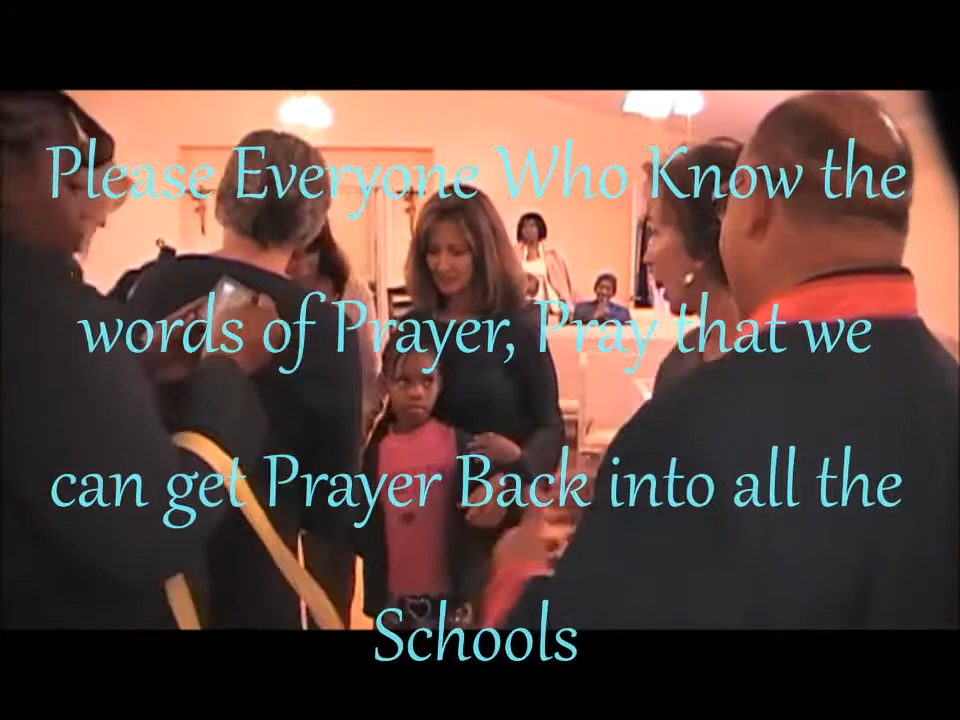 Please Everyone Who Know the
words of Prayer, Pray that we
can get Prayer Back into all the
Schools